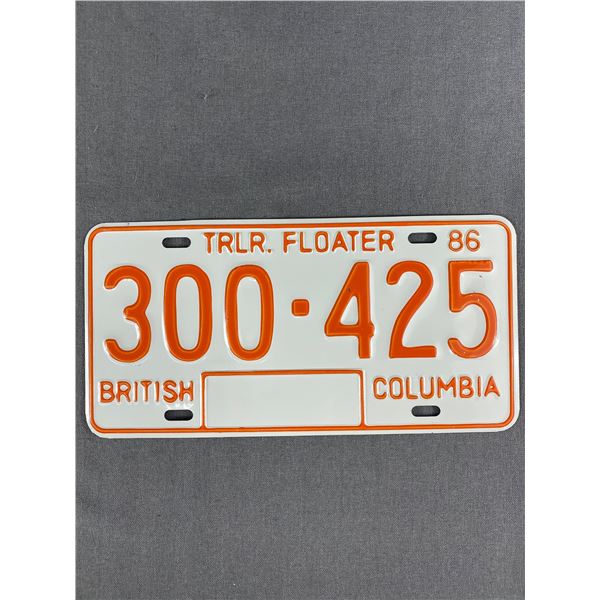 TRLR. FLOATER 86
300·425
BRITISH COLUMBIA